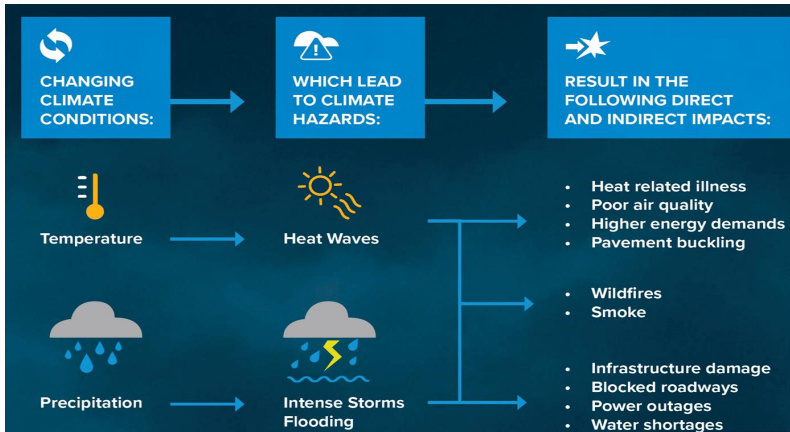 CHANGING
CLIMATE
CONDITIONS:
WHICH LEAD
TO CLIMATE
HAZARDS:
RESULT IN THE
FOLLOWING DIRECT
AND INDIRECT IMPACTS:
Temperature
Heat Waves
• Heat related illness
• Poor air quality
• Higher energy demands
• Pavement buckling
• Wildfires
• Smoke
Precipitation
Intense Storms
Flooding
• Infrastructure damage
• Blocked roadways
• Power outages
• Water shortages